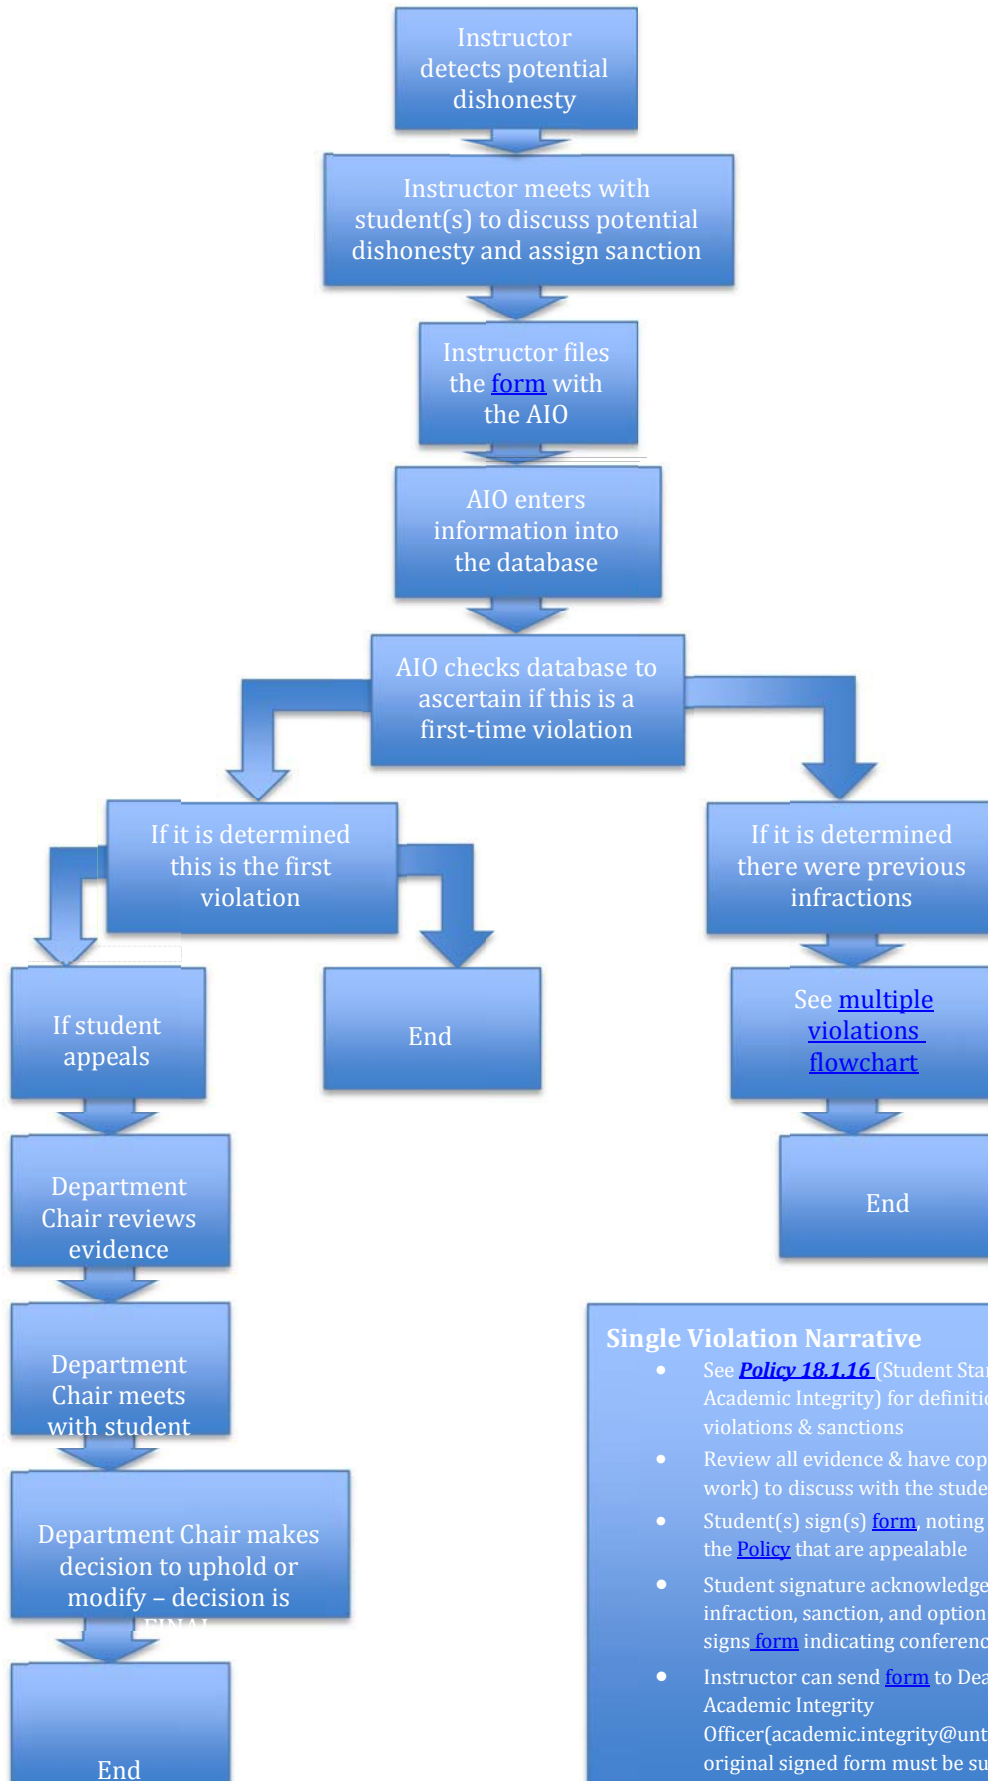 Instructor
detects potential
dishonesty
Instructor meets with
student(s) to discuss potential
dishonesty and assign sanction
Instructor files
the form with
the AIO
AIO enters
information into
the database
AIO checks database to
ascertain if this is a
first-time violation
If it is determined
this is the first
violation
If it is determined
there were previous
infractions
If student
appeals
End
See multiple
violations
flowchart
Department
Chair reviews
evidence
End
Department
Chair meets
with student
Department Chair makes
decision to uphold or
modify – decision is
FINAL
End
Single Violation Narrative
• See Policy 18.1.16 (Student
Academic Integrity) for
violations & sanctions
• Review all evidence & have
work) to discuss with the
• Student(s) sign(s) form, noting
the Policy that are appealable
• Student signature
infraction, sanction, and option
signs form indicating
• Instructor can send form to
Academic Integrity
Officer(academic.integrity@unt
original signed form must be